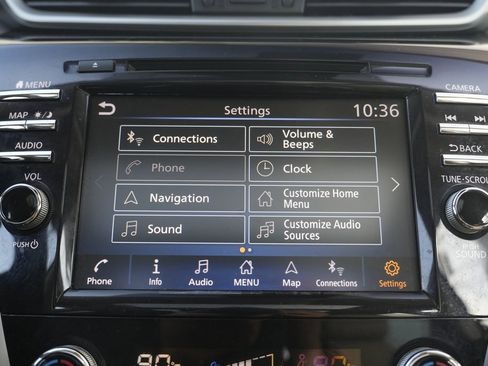 MENU
MAP
AUDIO
VOL
PUSH
CAMERA
BACK
TUNE·SCROLL
PUSH
SOUND
Settings
10:36
Connections
Volume &
Beeps
Phone
Clock
Navigation
Customize Home
Menu
Sound
Customize Audio
Sources
Phone
Info
Audio
MENU
Map
Connections
Settings